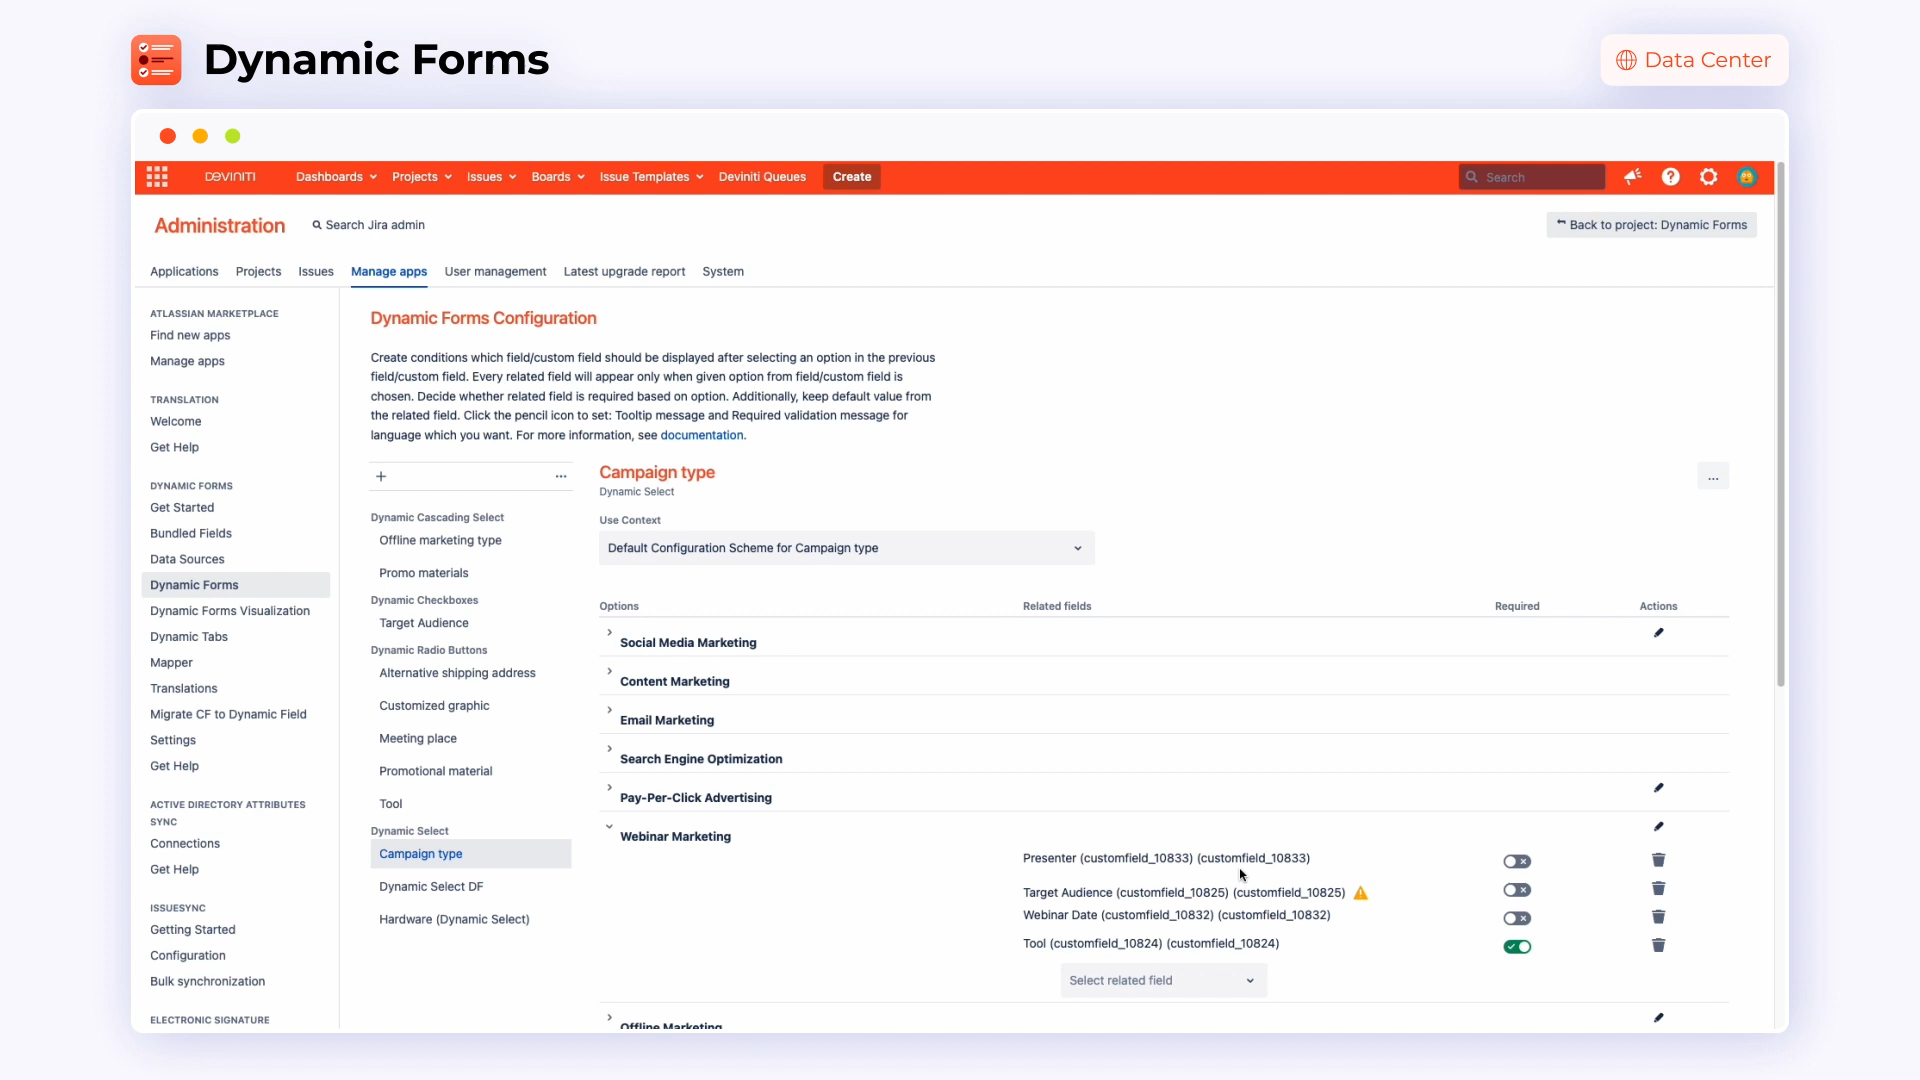 Dynamic Forms
Data Center
DEVINITI
Dashboards
Projects
Issues
Boards
Issue Templates
Deviniti Queues
Create
Search
Administration
Search Jira admin
Back to project: Dynamic Forms
Applications
Projects
Issues
Manage apps
User management
Latest upgrade report
System
ATLASSIAN MARKETPLACE
Find new apps
Manage apps
TRANSLATION
Welcome
Get Help
DYNAMIC FORMS
Get Started
Bundled Fields
Data Sources
Dynamic Forms
Dynamic Forms Visualization
Dynamic Tabs
Mapper
Translations
Migrate CF to Dynamic Field
Settings
Get Help
ACTIVE DIRECTORY ATTRIBUTES
SYNC
Connections
Get Help
ISSUESYNC
Getting Started
Configuration
Bulk synchronization
ELECTRONIC SIGNATURE
Dynamic Forms Configuration
Create conditions which field/custom field should be displayed after selecting an option in the previous
field/custom field. Every related field will appear only when given option from field/custom field is
chosen. Decide whether related field is required based on option. Additionally, keep default value from
the related field. Click the pencil icon to set: Tooltip message and Required validation message for
language which you want. For more information, see documentation.
+
...
Dynamic Cascading Select
Offline marketing type
Promo materials
Dynamic Checkboxes
Target Audience
Dynamic Radio Buttons
Alternative shipping address
Customized graphic
Meeting place
Promotional material
Tool
Dynamic Select
Campaign type
Dynamic Select DF
Hardware (Dynamic Select)
Campaign type
...
Dynamic Select
Use Context
Default Configuration Scheme for Campaign type
Options
Related fields
Required
Actions
Social Media Marketing
Content Marketing
Email Marketing
Search Engine Optimization
Pay-Per-Click Advertising
Webinar Marketing
Presenter (customfield_10833) (customfield_10833)
Target Audience (customfield_10825) (customfield_10825)
Webinar Date (customfield_10832) (customfield_10832)
Tool (customfield_10824) (customfield_10824)
Select related field
Offline Marketing